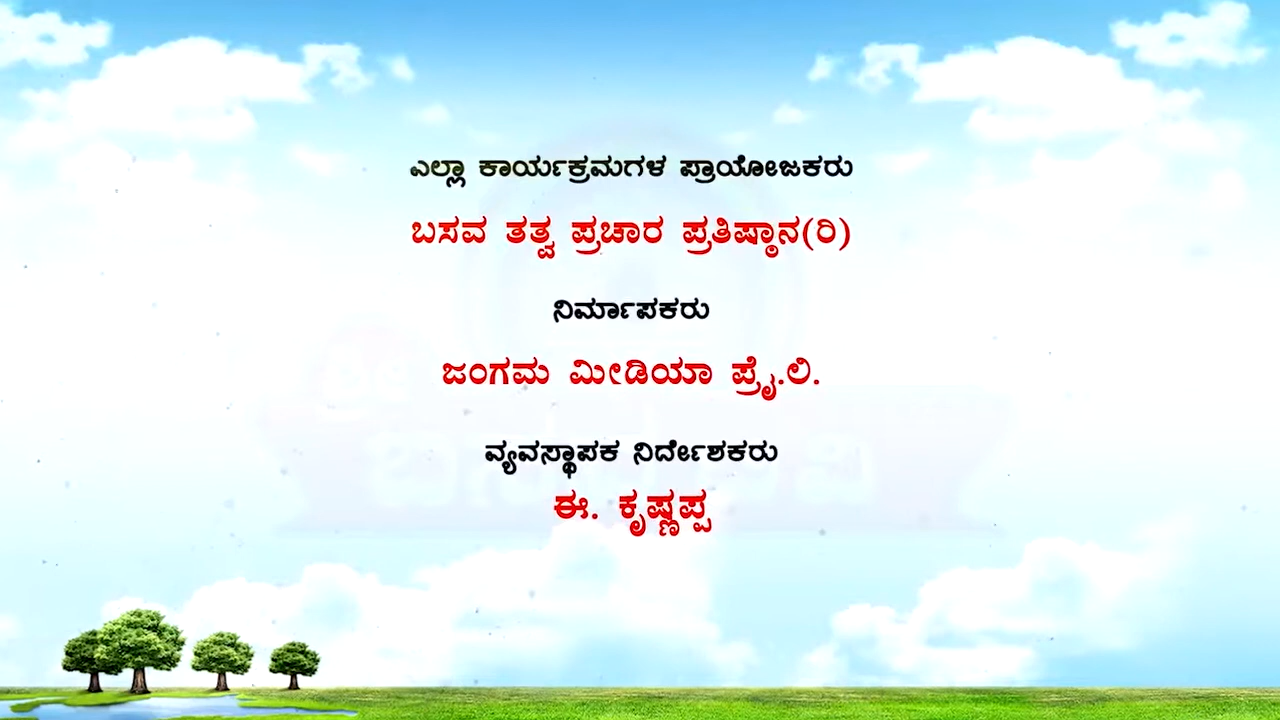 ಎಲ್ಲಾ ಕಾರ್ಯಕ್ರಮಗಳ ಪ್ರಾಯೋಜಕರು
ಬಸವ ತತ್ವ ಪ್ರಚಾರ ಪ್ರತಿಷ್ಠಾನ(ರಿ)
ನಿರ್ಮಾಪಕರು
ಜಂಗಮ ಮೀಡಿಯಾ ಪ್ರೈ.ಲಿ.
ವ್ಯವಸ್ಥಾಪಕ ನಿರ್ದೇಶಕರು
ಈ. ಕೃಷ್ಣಪ್ಪ